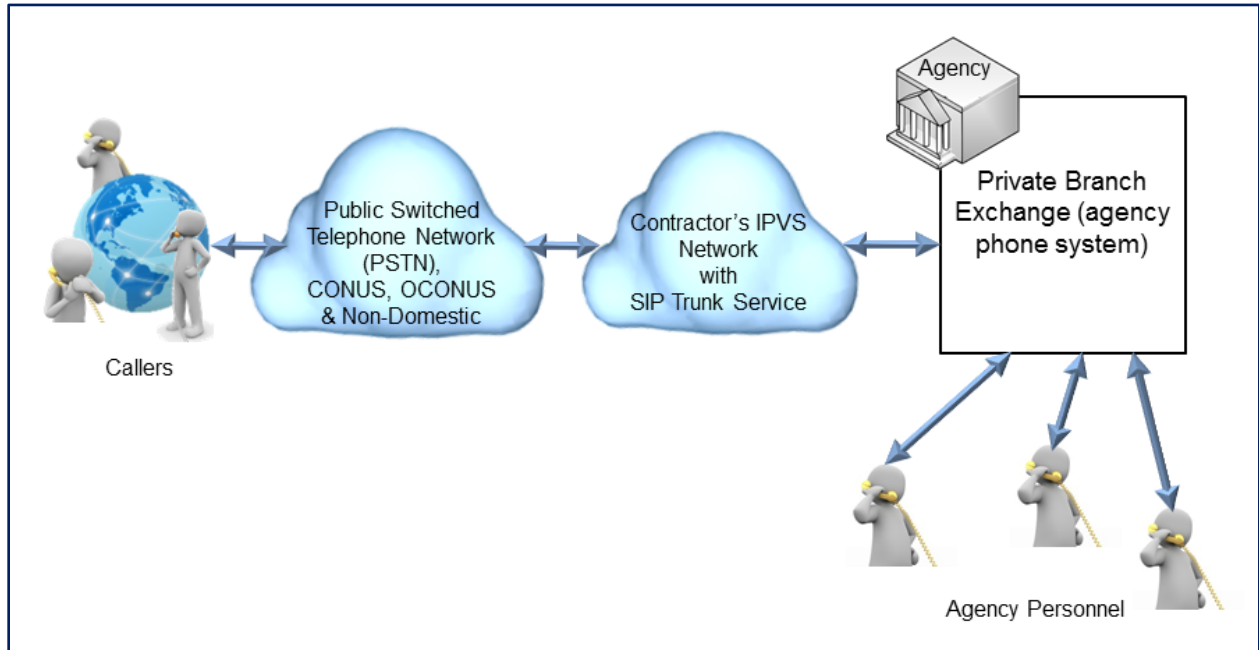 Callers
Public Switched
Telephone Network
(PSTN),
CONUS, OCONUS
& Non-Domestic
Contractor's IPVS
Network
with
SIP Trunk Service
Agency
Private Branch
Exchange (agency
phone system)
Agency Personnel